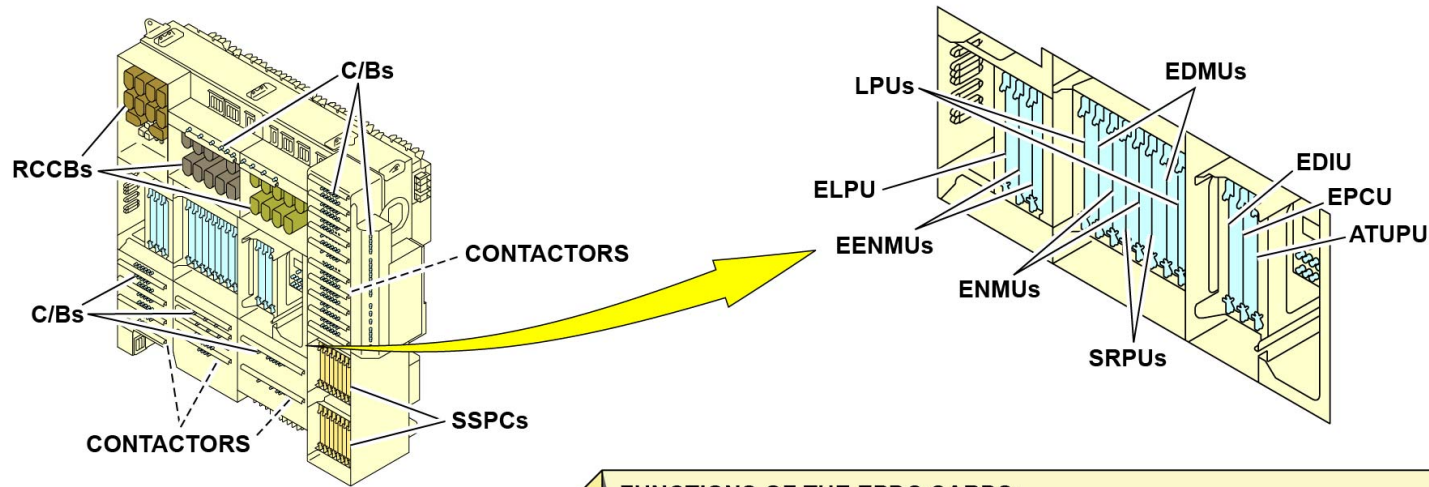 C/Bs
RCCBs
CONTACTORS
C/Bs
SSPCs
CONTACTORS
EDMUs
LPUs
EDIU
EPCU
ELPU
ATUPU
EENMUs
ENMUs
SRPUs
FUNCTIONS OF THE EPDC CARDS